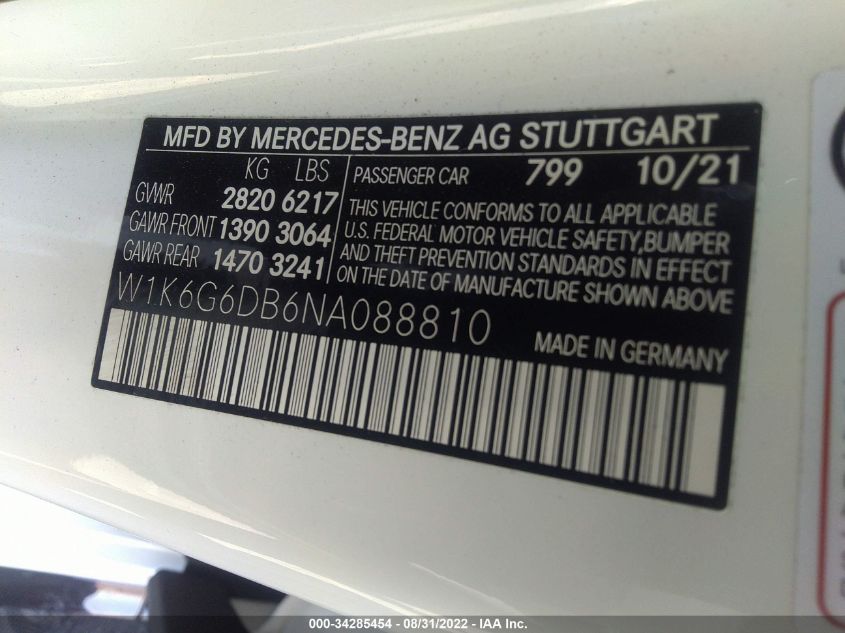 MFD BY MERCEDES-BENZ AG STUTTGART
KG LBS
GVWR 2820 6217
GAWR FRONT 1390 3064
GAWR REAR 1470 3241
PASSENGER CAR 799 10/21
THIS VEHICLE CONFORMS TO ALL APPLICABLE
U.S. FEDERAL MOTOR VEHICLE SAFETY,BUMPER
AND THEFT PREVENTION STANDARDS IN EFFECT
ON THE DATE OF MANUFACTURE SHOWN ABOVE
W1K6G6DB6NA088810
MADE IN GERMANY
000-34285454 - 08/31/2022 - IAA Inc.